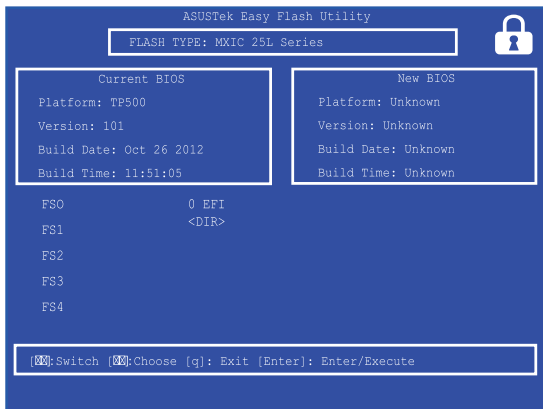 ASUSTek Easy Flash Utility
FLASH TYPE: MXIC 25L Series
Current BIOS
Platform: TP500
Version: 101
Build Date: Oct 26 2012
Build Time: 11:51:05
New BIOS
Platform: Unknown
Version: Unknown
Build Date: Unknown
Build Time: Unknown
FSO 0 EFI
FS1 <DIR>
FS2
FS3
FS4
[]:Switch []:Choose [q]: Exit [Enter]: Enter/Execute